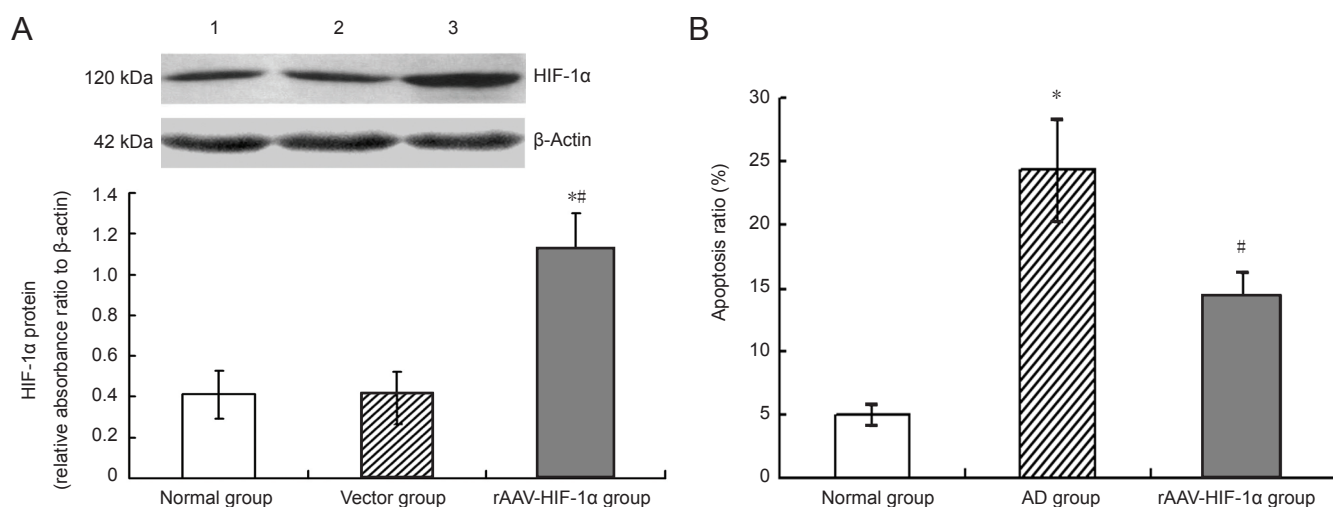 A
1 2 3
120 kDa HIF-1α
42 kDa β-Actin
HIF-1α protein
(relative absorbance ratio to β-actin)
1.4
1.2
1.0
0.8
0.6
0.4
0.2
0
*#
Normal group Vector group rAAV-HIF-1α group
B
Apoptosis ratio (%)
30
25
20
15
10
5
0
*
#
Normal group AD group rAAV-HIF-1α group